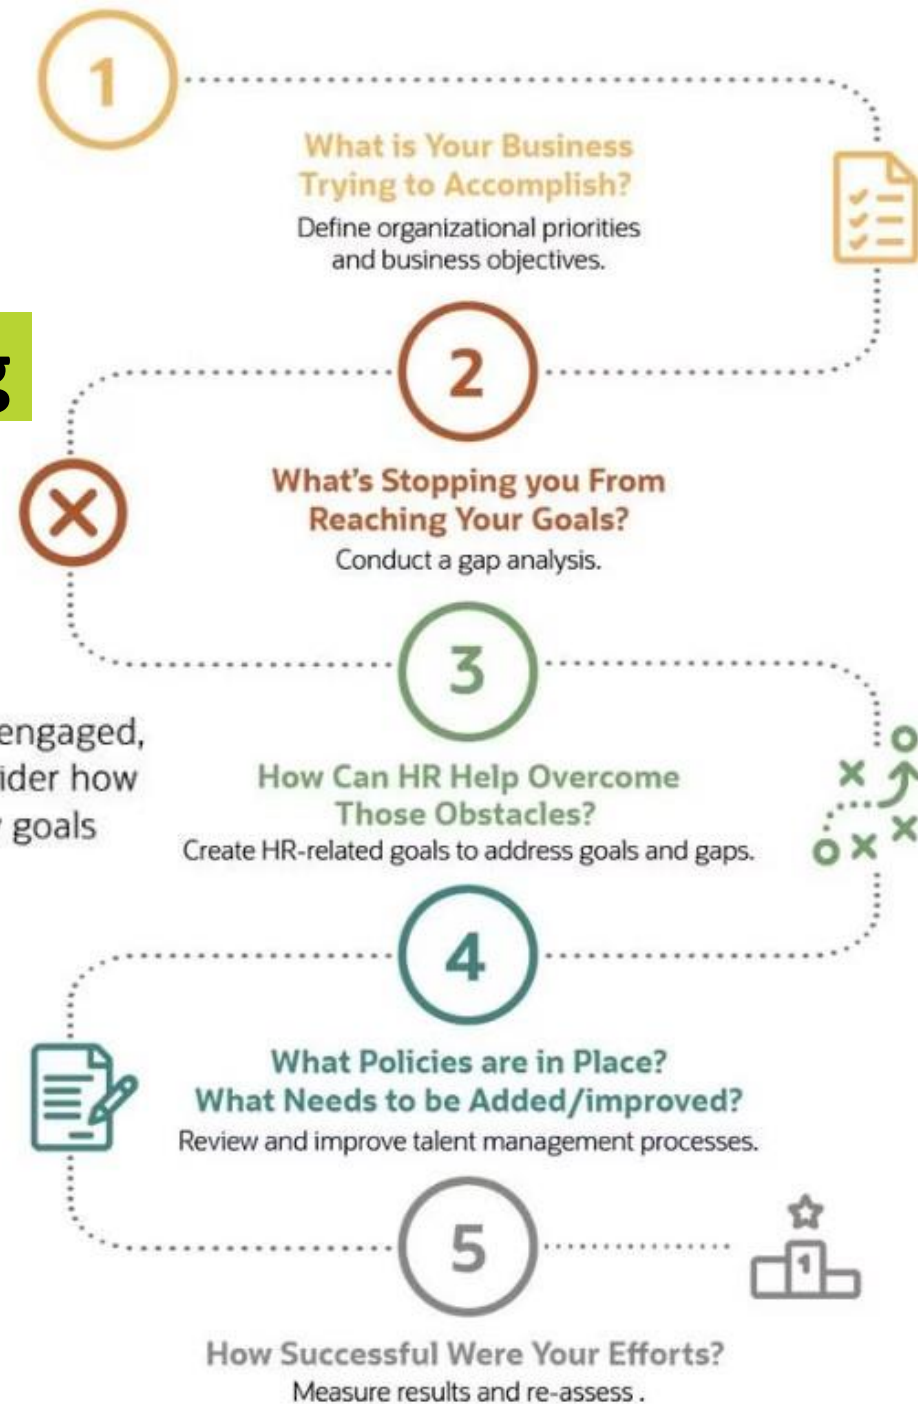 1
What is Your Business
Trying to Accomplish?
Define organizational priorities
and business objectives.
g
2
What's Stopping you From
Reaching Your Goals?
Conduct a gap analysis.
3
engaged,
ider how
goals
How Can HR Help Overcome
Those Obstacles?
Create HR-related goals to address goals and gaps.
4
What Policies are in Place?
What Needs to be Added/improved?
Review and improve talent management processes.
5
1
How Successful Were Your Efforts?
Measure results and re-assess .